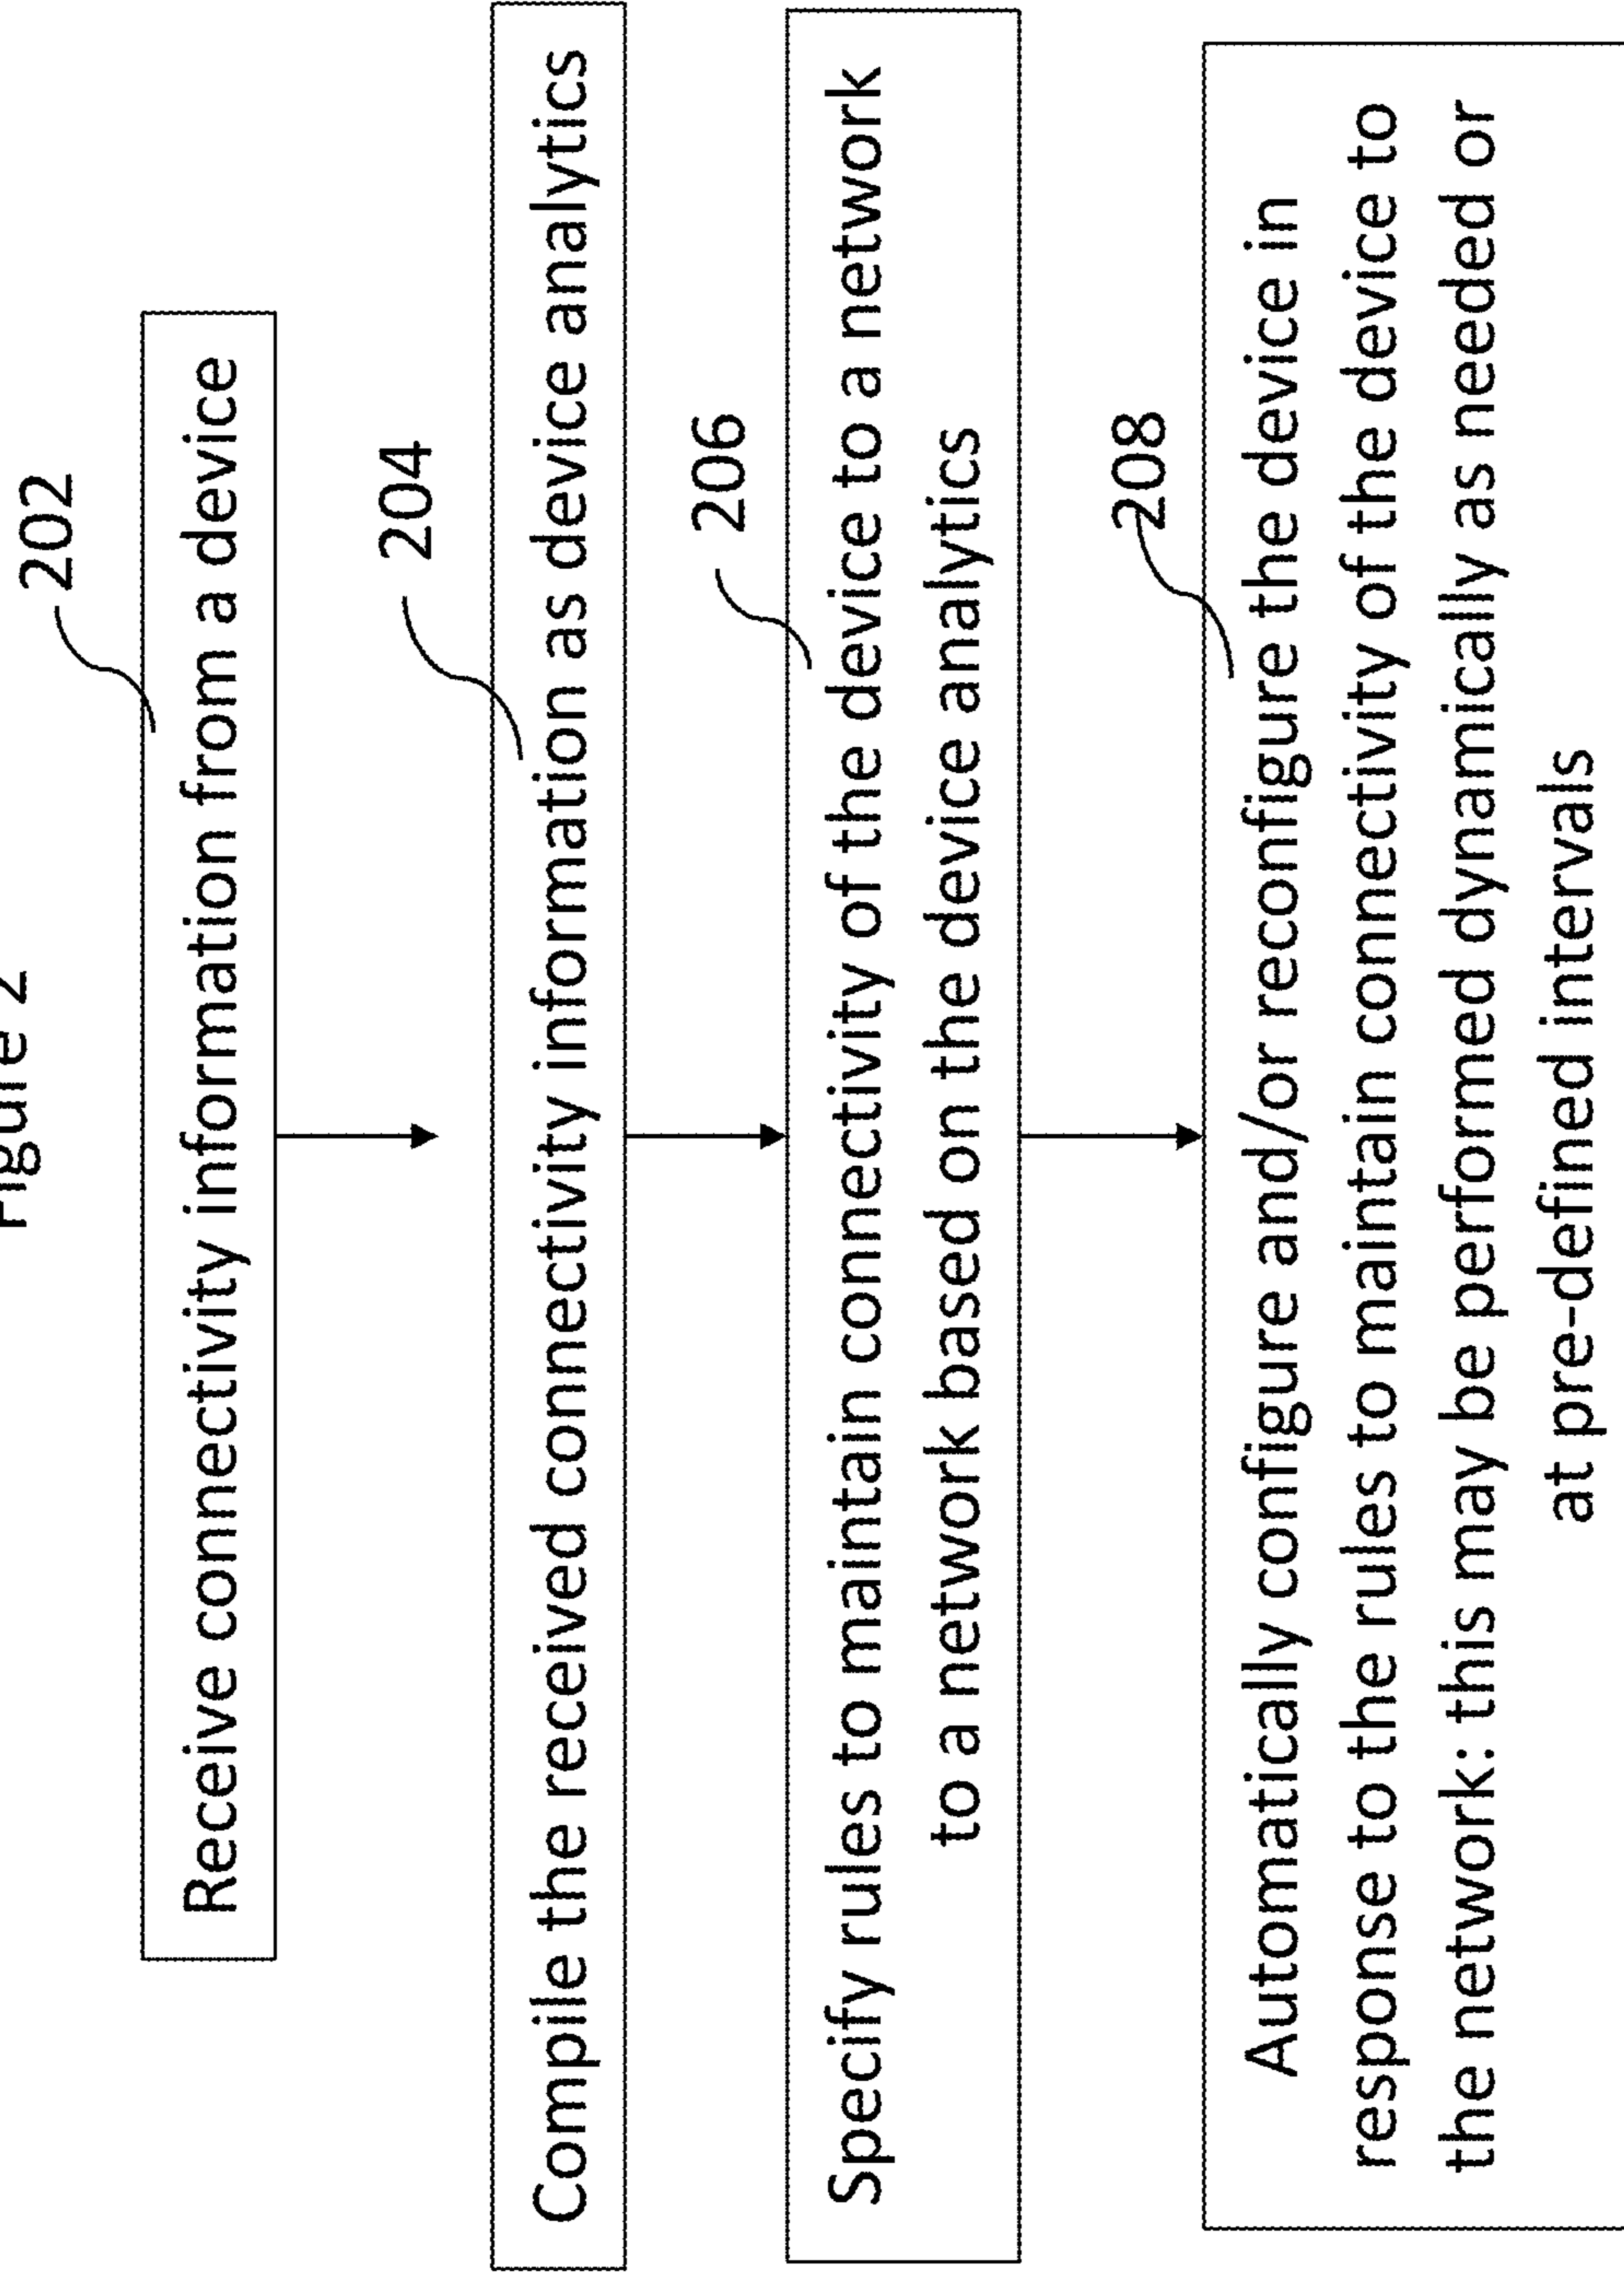 Figure 2
202
Receive connectivity information from a device
204
Compile the received connectivity information as device analytics
206
Specify rules to maintain connectivity of the device to a network
to a network based on the device analytics
208
Automatically configure and/or reconfigure the device in
response to the rules to maintain connectivity of the device to
the network: this may be performed dynamically as needed or
at pre-defined intervals